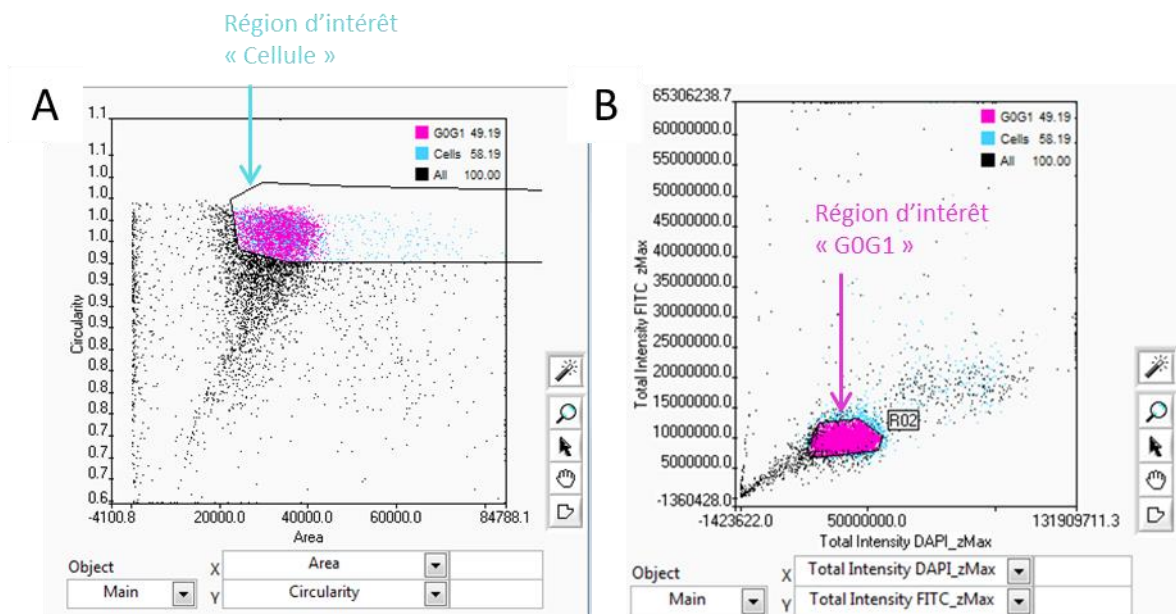 Région d’intérêt
« Cellule »
A
1.1
1.1
1.0
1.0
1.0
1.0
0.9
0.9
0.9
0.9
0.8
0.8
0.8
0.7
0.7
0.6
Circularity
G0G1 49.19
Cells 58.19
All 100.00
-4100.8 20000.0 40000.0 60000.0 84788.1
Area
Object X Area
Main Y Circularity
B
65306238.7
60000000.0
55000000.0
50000000.0
45000000.0
40000000.0
35000000.0
30000000.0
25000000.0
20000000.0
15000000.0
10000000.0
5000000.0
-1360428.0
Total Intensity FITC_zMax
G0G1 49.19
Cells 58.19
All 100.00
Région d’intérêt
« G0G1 »
R02
-1423622.0 50000000.0 131909711.3
Total Intensity DAPI_zMax
Object X Total Intensity DAPI_zMax
Main Y Total Intensity FITC_zMax